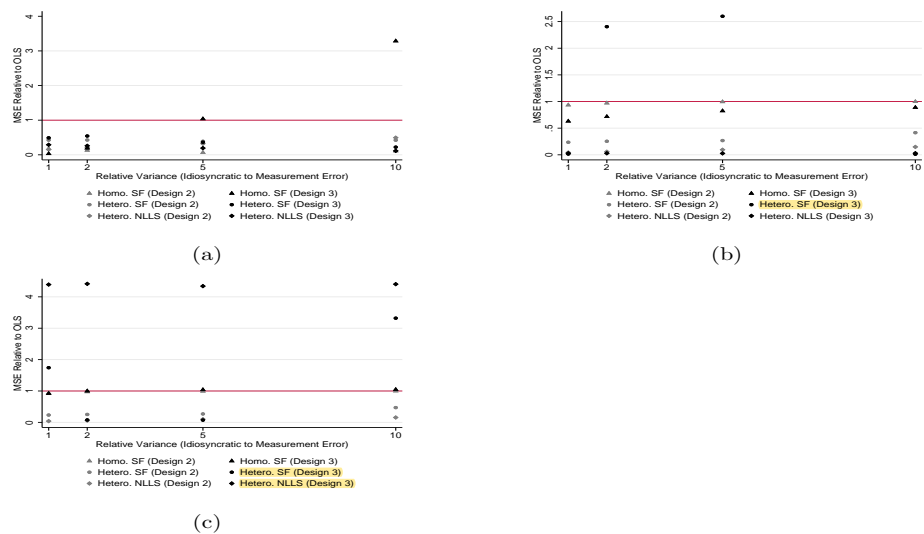 4
3
2
1
0
MSE Relative to OLS
1 2 5 10
Relative Variance (Idiosyncratic to Measurement Error)
Homo. SF (Design 2) Homo. SF (Design 3)
Hetero. SF (Design 2) Hetero. SF (Design 3)
Hetero. NLLS (Design 2) Hetero. NLLS (Design 3)
(a)
2.5
2
1.5
1
.5
0
MSE Relative to OLS
1 2 5 10
Relative Variance (Idiosyncratic to Measurement Error)
Homo. SF (Design 2) Homo. SF (Design 3)
Hetero. SF (Design 2) Hetero. SF (Design 3)
Hetero. NLLS (Design 2) Hetero. NLLS (Design 3)
(b)
4
3
2
1
0
MSE Relative to OLS
1 2 5 10
Relative Variance (Idiosyncratic to Measurement Error)
Homo. SF (Design 2) Homo. SF (Design 3)
Hetero. SF (Design 2) Hetero. SF (Design 3)
Hetero. NLLS (Design 2) Hetero. NLLS (Design 3)
(c)